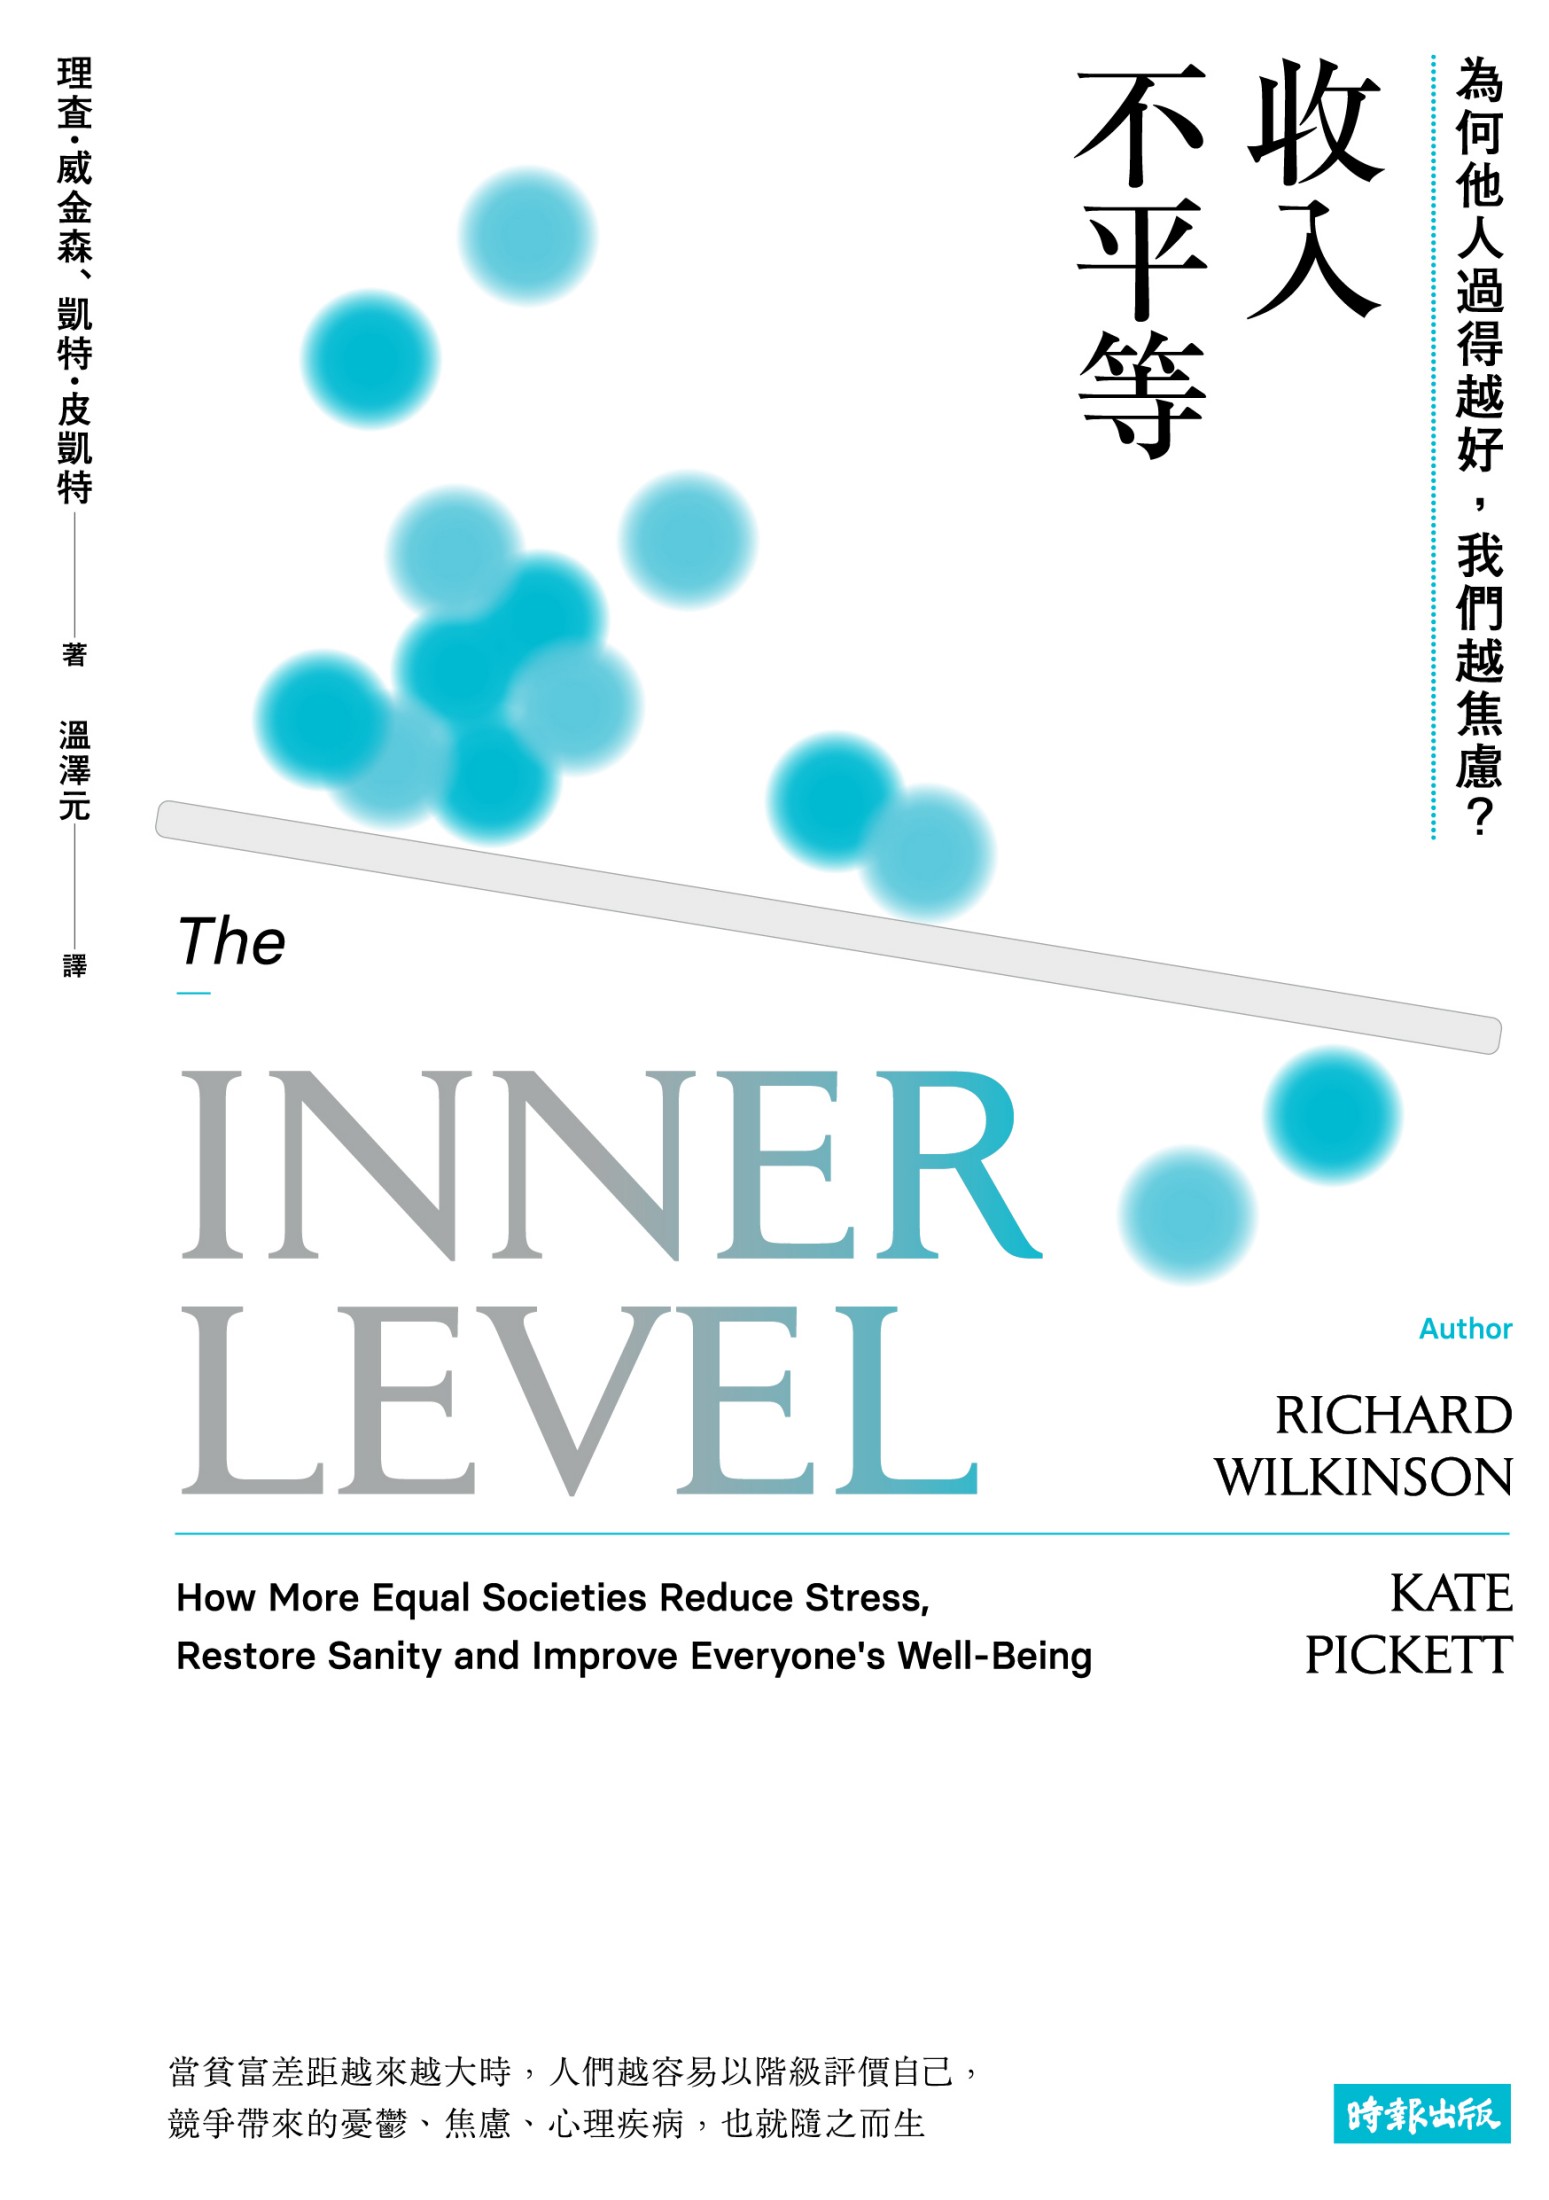 為何他人過得越好，我們越焦慮？
收入
不平等
理查・威金森、凱特・皮凱特——著　溫澤元——譯
The
INNER
LEVEL
Author
RICHARD
WILKINSON
KATE
PICKETT
How More Equal Societies Reduce Stress,
Restore Sanity and Improve Everyone's Well-Being
當貧富差距越來越大時，人們越容易以階級評價自己，
競爭帶來的憂鬱、焦慮、心理疾病，也就隨之而生
時報出版